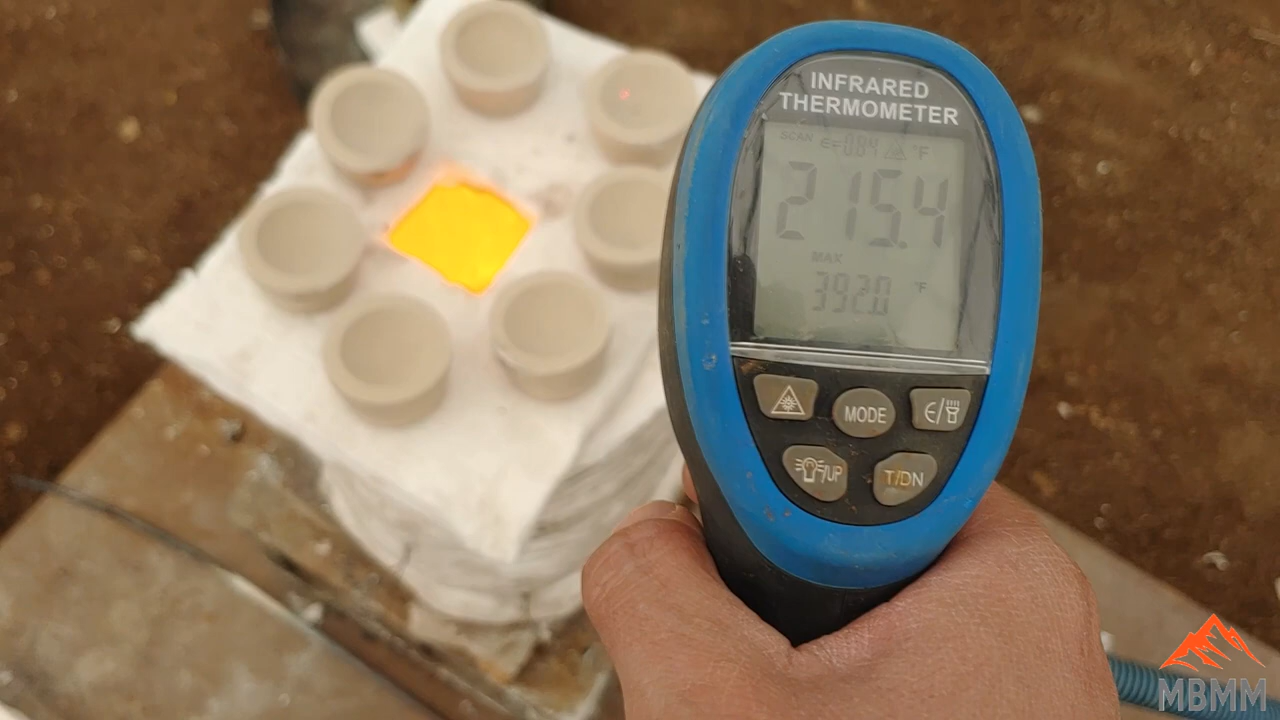 INFRARED
THERMOMETER
SCAN Є=0.84 °F
215.4
MAX
392.0 °F
MODE
Є/
/UP
T/DN
MBMM